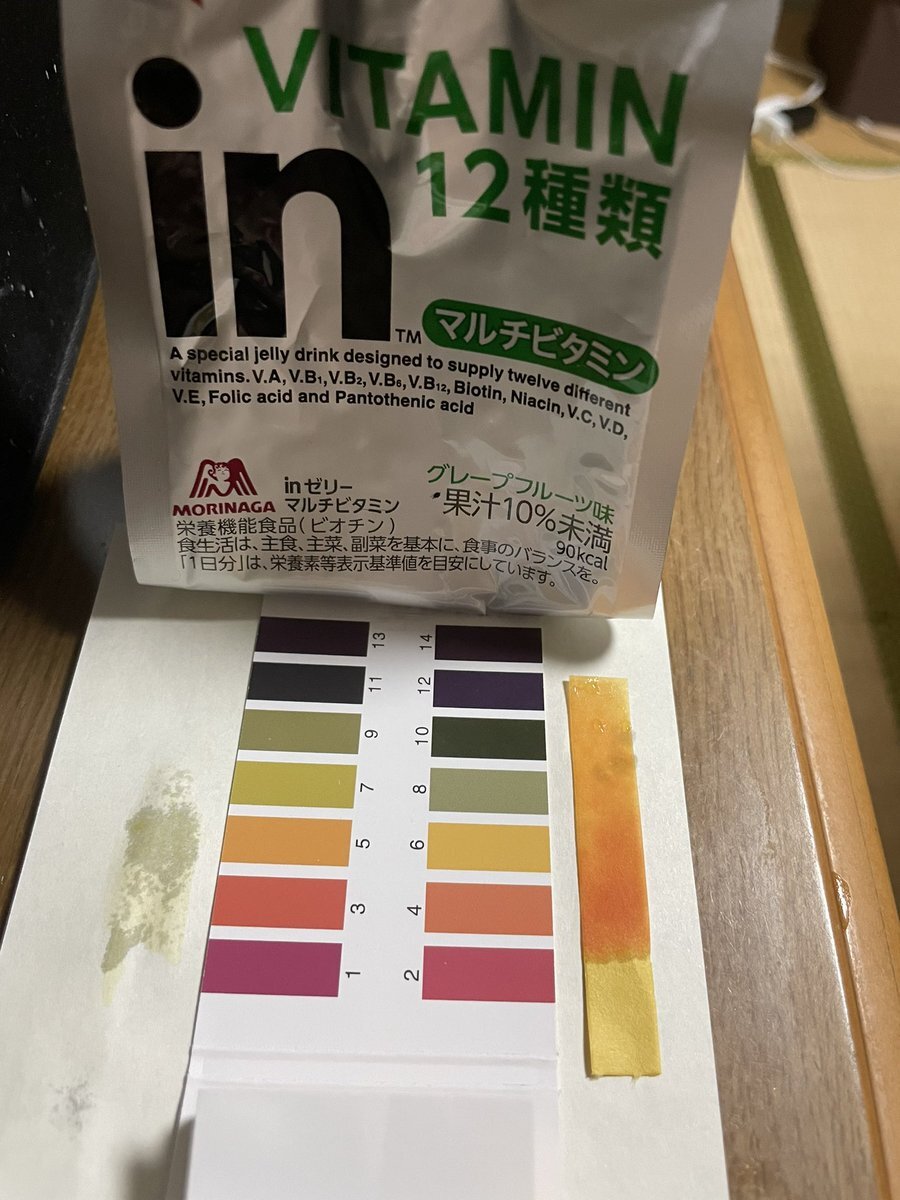 VITAMIN
in
12種類
TM
マルチビタミン
A special jelly drink designed to supply twelve different
vitamins. V.A, V.B₁, V.B₂, V.B₆, V.B₁₂, Biotin, Niacin, V.C, V.D,
V.E, Folic acid and Pantothenic acid
MORINAGA
inゼリー
マルチビタミン
グレープフルーツ味
果汁10%未満
90kcal
栄養機能食品(ビオチン)
食生活は、主食、主菜、副菜を基本に、食事のバランスを。
「1日分」は、栄養素等表示基準値を目安にしています。
13 14
11 12
9 10
7 8
5 6
3 4
1 2